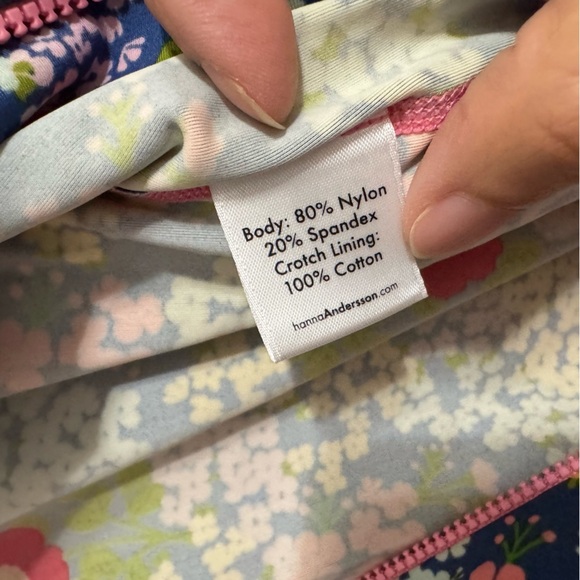 Body: 80% Nylon
20% Spandex
Crotch Lining:
100% Cotton
hannaAndersson.com